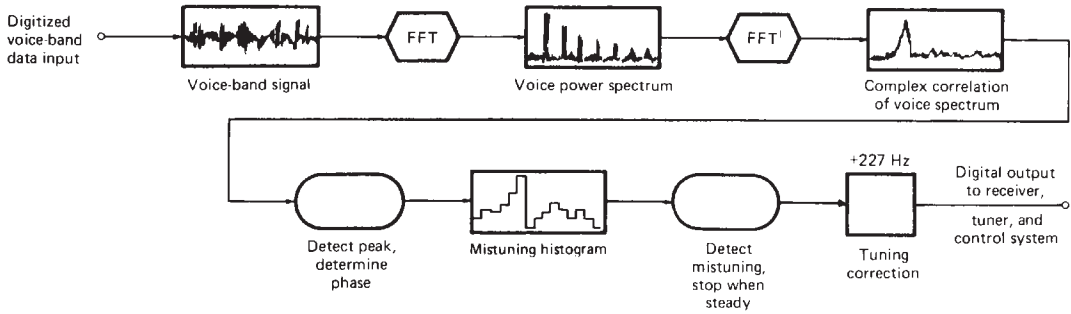 Digitized
voice-band
data input
FFT
FFT¹
Voice-band signal
Voice power spectrum
Complex correlation
of voice spectrum
+227 Hz
Digital output
to receiver,
tuner, and
control system
Detect peak,
determine
phase
Mistuning histogram
Detect
mistuning,
stop when
steady
Tuning
correction